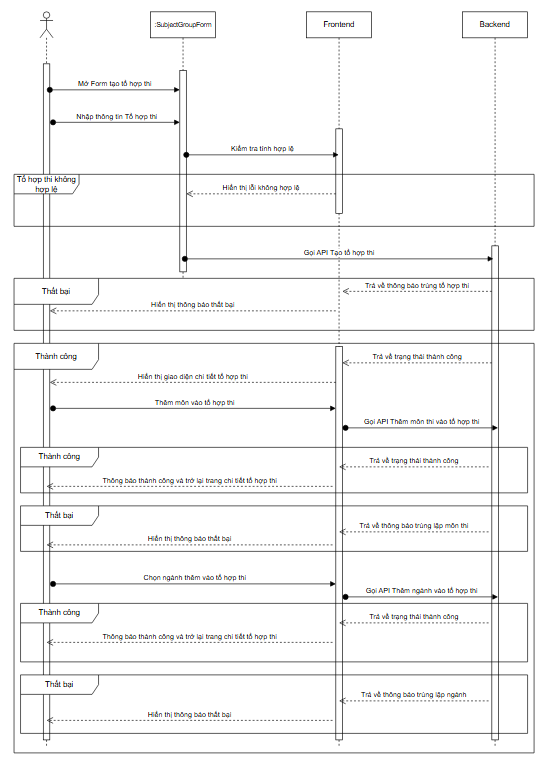 :SubjectGroupForm
Frontend
Backend
Mở Form tạo tổ hợp thi
Nhập thông tin Tổ hợp thi
Kiểm tra tính hợp lệ
Tổ hợp thi không
hợp lệ
Hiển thị lỗi không hợp lệ
Gọi API Tạo tổ hợp thi
Thất bại
Trả về thông báo trùng tổ hợp thi
Hiển thị thông báo thất bại
Thành công
Trả về trạng thái thành công
Hiển thị giao diện chi tiết tổ hợp thi
Thêm môn vào tổ hợp thi
Gọi API Thêm môn thi vào tổ hợp thi
Thành công
Trả về trạng thái thành công
Thông báo thành công và trở lại trang chi tiết tổ hợp thi
Thất bại
Trả về thông báo trùng lặp môn thi
Hiển thị thông báo thất bại
Chọn ngành thêm vào tổ hợp thi
Gọi API Thêm ngành vào tổ hợp thi
Thành công
Trả về trạng thái thành công
Thông báo thành công và trở lại trang chi tiết tổ hợp thi
Thất bại
Trả về thông báo trùng lặp ngành
Hiển thị thông báo thất bại